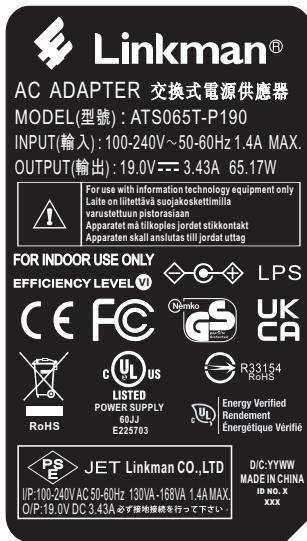 Linkman®
AC ADAPTER 交換式電源供應器
MODEL(型號) : ATS065T-P190
INPUT(輸入) : 100-240V～50-60Hz 1.4A MAX.
OUTPUT(輸出) : 19.0V⎓ 3.43A 65.17W
For use with information technology equipment only
Laite on liitettävä suojakoskettimilla
varustettuun pistorasiaan
Apparatet må tilkoples jordet stikkontakt
Apparaten skall anslutas till jordat uttag
FOR INDOOR USE ONLY
EFFICIENCY LEVEL VI
LPS
CE FC
Nemko
GS
UK
CA
RoHS
c UL US
LISTED
POWER SUPPLY
60JJ
E225703
R33154
RoHS
UL
Energy Verified
Rendement
Énergétique Vérifié
PS
E
JET Linkman CO.,LTD
I/P:100-240V AC 50-60Hz 130VA -168VA 1.4A MAX.
O/P:19.0V DC 3.43A 必ず接地接続を行って下さい.
D/C:YYWW
MADE IN CHINA
ID NO. X
XXX